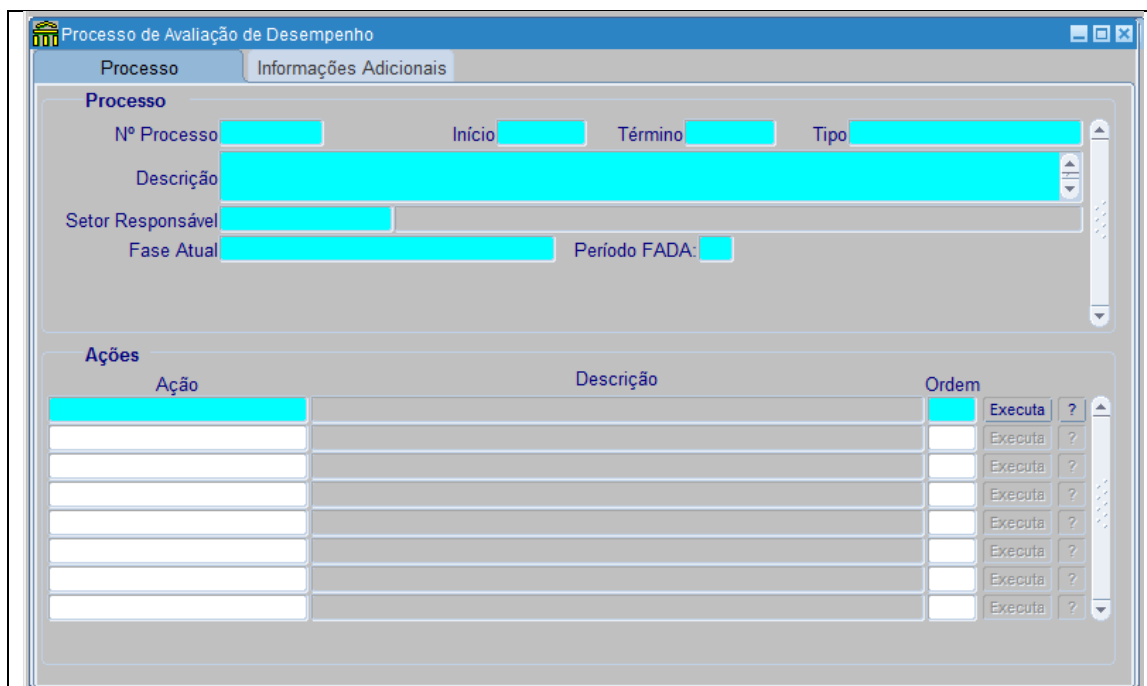 Processo de Avaliação de Desempenho
Processo Informações Adicionais
Processo
Nº Processo Início Término Tipo
Descrição
Setor Responsável
Fase Atual Período FADA:
Ações
Ação Descrição Ordem
Executa ?
Executa ?
Executa ?
Executa ?
Executa ?
Executa ?
Executa ?
Executa ?